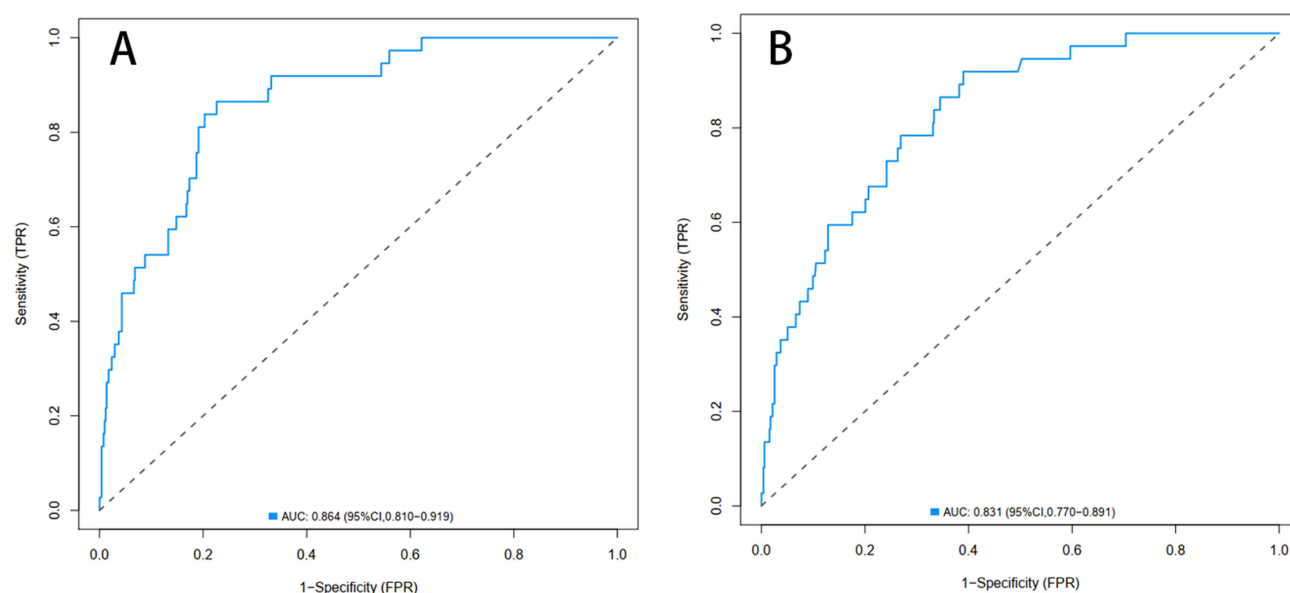 A
1.0
0.8
0.6
0.4
0.2
0.0
Sensitivity (TPR)
AUC: 0.864 (95%CI,0.810−0.919)
0.0 0.2 0.4 0.6 0.8 1.0
1−Specificity (FPR)
B
1.0
0.8
0.6
0.4
0.2
0.0
Sensitivity (TPR)
AUC: 0.831 (95%CI,0.770−0.891)
0.0 0.2 0.4 0.6 0.8 1.0
1−Specificity (FPR)